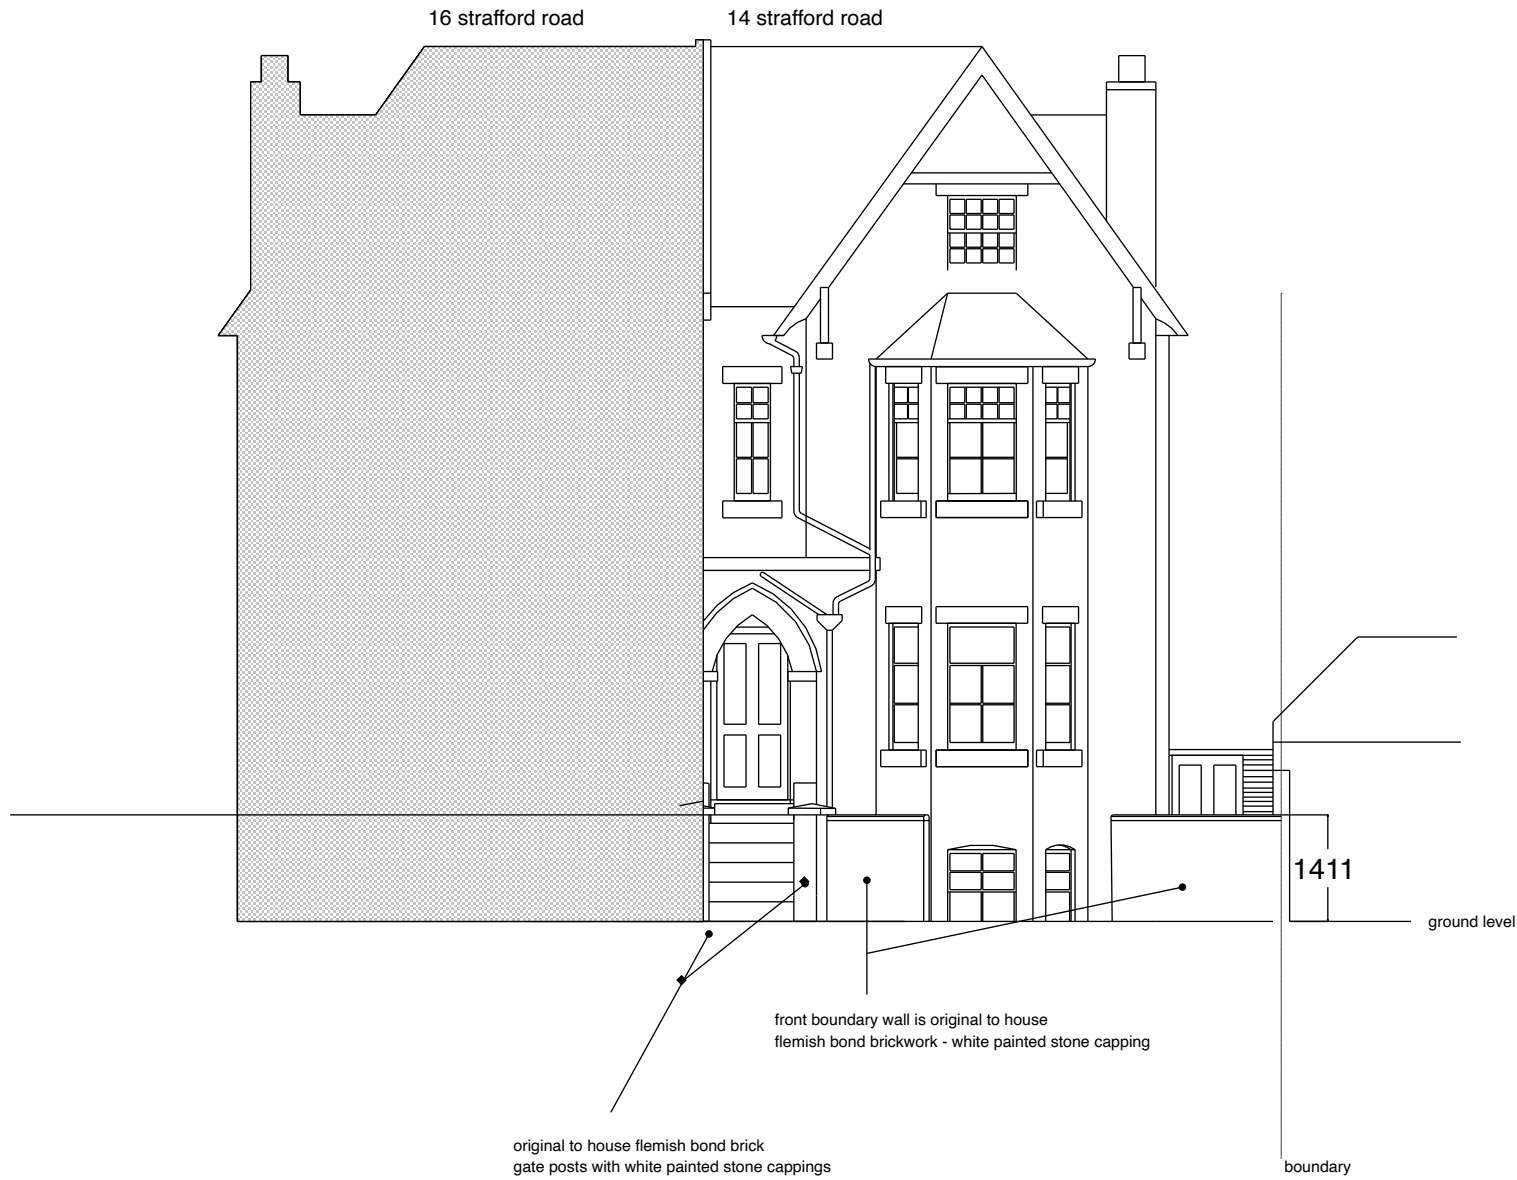 16 strafford road
14 strafford road
1411
ground level
front boundary wall is original to house
flemish bond brickwork - white painted stone capping
original to house flemish bond brick
gate posts with white painted stone cappings
boundary